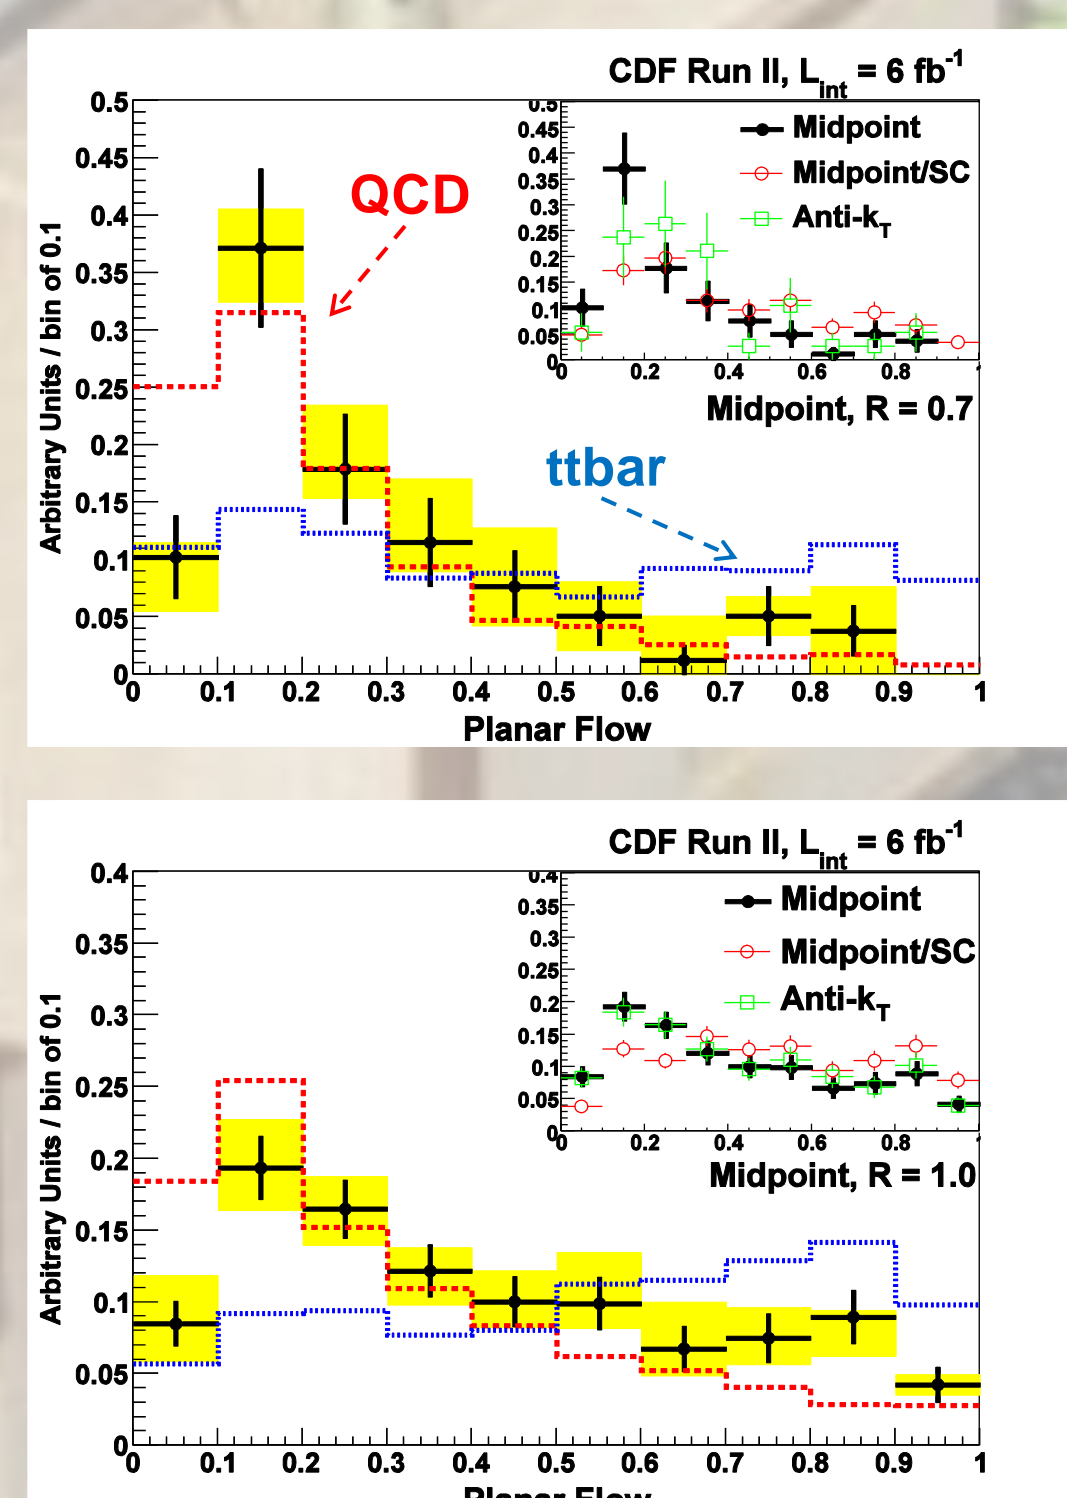 CDF Run II, L_int = 6 fb^-1
0.5
0.45
0.4
0.35
0.3
0.25
0.2
0.15
0.1
0.05
0
Arbitrary Units / bin of 0.1
QCD
ttbar
0.5
0.45
0.4
0.35
0.3
0.25
0.2
0.15
0.1
0.05
0
Midpoint
Midpoint/SC
Anti-k_T
0 0.2 0.4 0.6 0.8 1
Midpoint, R = 0.7
0 0.1 0.2 0.3 0.4 0.5 0.6 0.7 0.8 0.9 1
Planar Flow
CDF Run II, L_int = 6 fb^-1
0.4
0.35
0.3
0.25
0.2
0.15
0.1
0.05
0
Arbitrary Units / bin of 0.1
0.4
0.35
0.3
0.25
0.2
0.15
0.1
0.05
0
Midpoint
Midpoint/SC
Anti-k_T
0 0.2 0.4 0.6 0.8 1
Midpoint, R = 1.0
0 0.1 0.2 0.3 0.4 0.5 0.6 0.7 0.8 0.9 1
Planar Flow